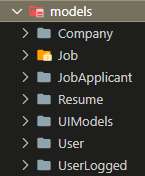 models
Company
Job
JobApplicant
Resume
UIModels
User
UserLogged